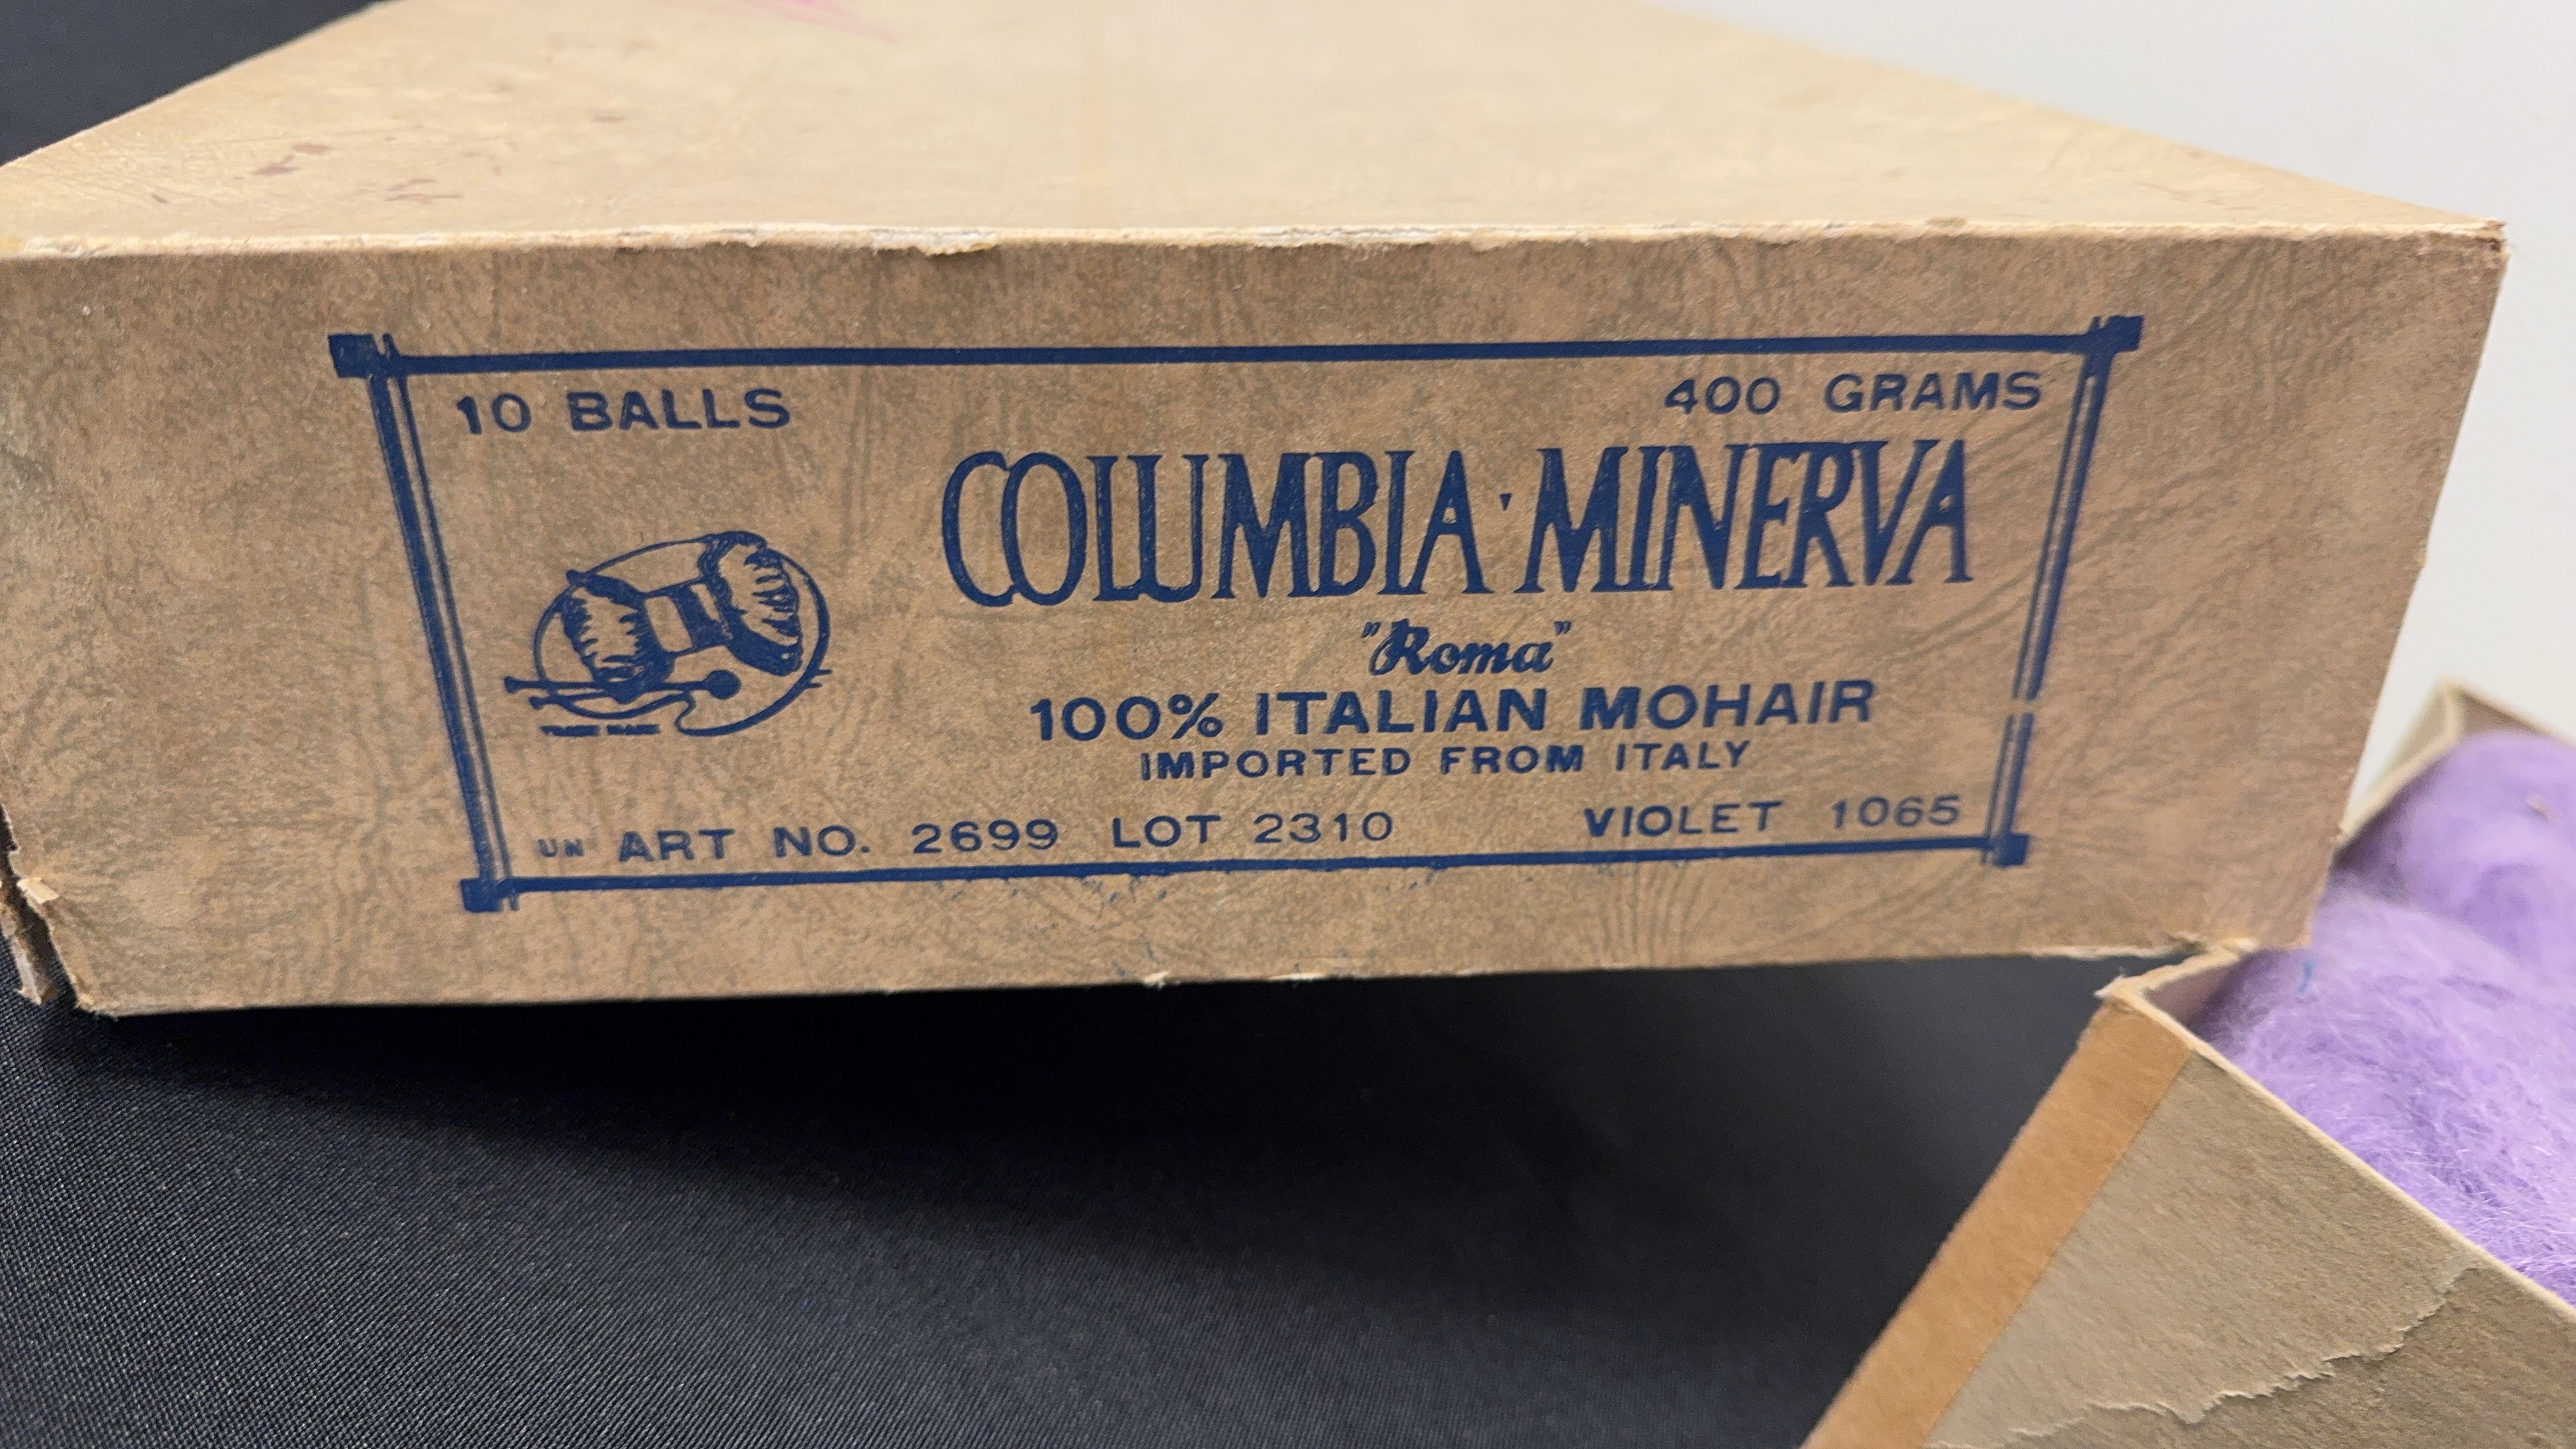 10 BALLS 400 GRAMS
COLUMBIA · MINERVA
"Roma"
100% ITALIAN MOHAIR
IMPORTED FROM ITALY
UN ART NO. 2699 LOT 2310 VIOLET 1065